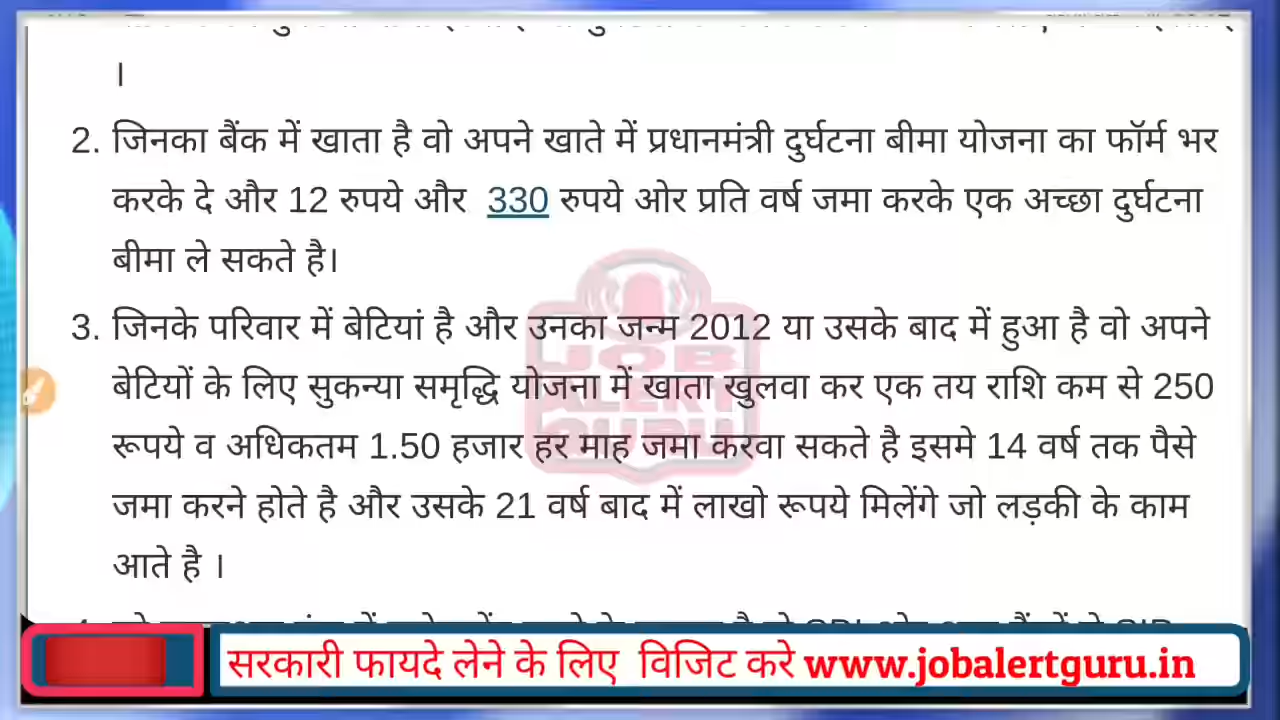 ।
2. जिनका बैंक में खाता है वो अपने खाते में प्रधानमंत्री दुर्घटना बीमा योजना का फॉर्म भर
करके दे और 12 रुपये और 330 रुपये ओर प्रति वर्ष जमा करके एक अच्छा दुर्घटना
बीमा ले सकते है।
3. जिनके परिवार में बेटियां है और उनका जन्म 2012 या उसके बाद में हुआ है वो अपने
बेटियों के लिए सुकन्या समृद्धि योजना में खाता खुलवा कर एक तय राशि कम से 250
रूपये व अधिकतम 1.50 हजार हर माह जमा करवा सकते है इसमे 14 वर्ष तक पैसे
जमा करने होते है और उसके 21 वर्ष बाद में लाखो रूपये मिलेंगे जो लड़की के काम
आते है ।
JOB
ALERT
GURU
सरकारी फायदे लेने के लिए विजिट करे www.jobalertguru.in